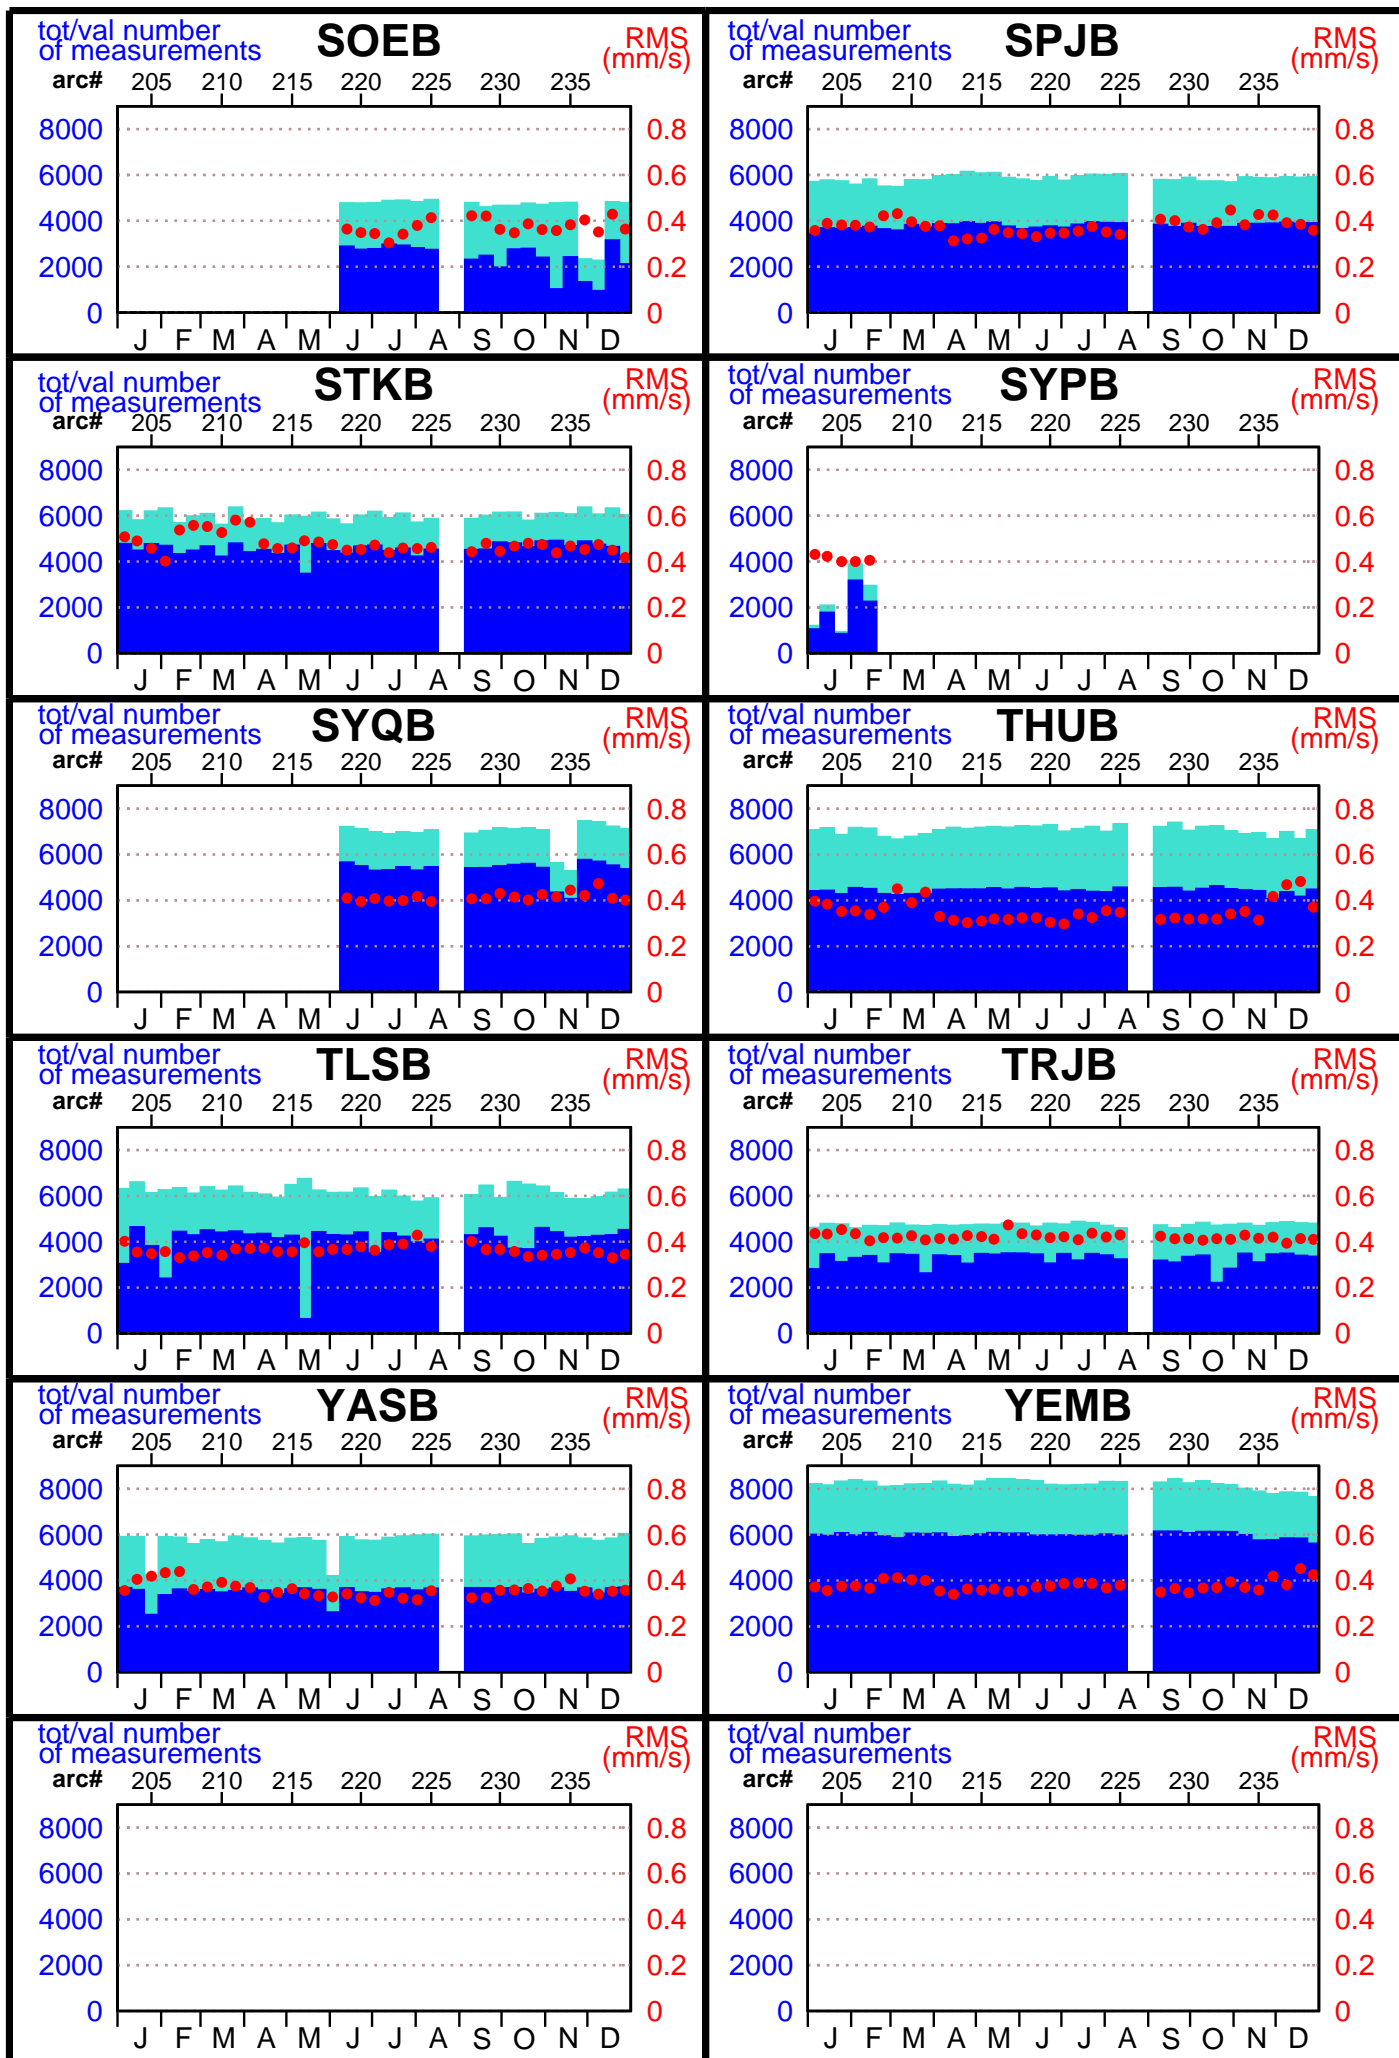 tot/val number SOEB RMS
of measurements (mm/s)
arc# 205 210 215 220 225 230 235
8000 0.8
6000 0.6
4000 0.4
2000 0.2
0 0
J F M A M J J A S O N D
tot/val number SPJB RMS
of measurements (mm/s)
arc# 205 210 215 220 225 230 235
8000 0.8
6000 0.6
4000 0.4
2000 0.2
0 0
J F M A M J J A S O N D
tot/val number STKB RMS
of measurements (mm/s)
arc# 205 210 215 220 225 230 235
8000 0.8
6000 0.6
4000 0.4
2000 0.2
0 0
J F M A M J J A S O N D
tot/val number SYPB RMS
of measurements (mm/s)
arc# 205 210 215 220 225 230 235
8000 0.8
6000 0.6
4000 0.4
2000 0.2
0 0
J F M A M J J A S O N D
tot/val number SYQB RMS
of measurements (mm/s)
arc# 205 210 215 220 225 230 235
8000 0.8
6000 0.6
4000 0.4
2000 0.2
0 0
J F M A M J J A S O N D
tot/val number THUB RMS
of measurements (mm/s)
arc# 205 210 215 220 225 230 235
8000 0.8
6000 0.6
4000 0.4
2000 0.2
0 0
J F M A M J J A S O N D
tot/val number TLSB RMS
of measurements (mm/s)
arc# 205 210 215 220 225 230 235
8000 0.8
6000 0.6
4000 0.4
2000 0.2
0 0
J F M A M J J A S O N D
tot/val number TRJB RMS
of measurements (mm/s)
arc# 205 210 215 220 225 230 235
8000 0.8
6000 0.6
4000 0.4
2000 0.2
0 0
J F M A M J J A S O N D
tot/val number YASB RMS
of measurements (mm/s)
arc# 205 210 215 220 225 230 235
8000 0.8
6000 0.6
4000 0.4
2000 0.2
0 0
J F M A M J J A S O N D
tot/val number YEMB RMS
of measurements (mm/s)
arc# 205 210 215 220 225 230 235
8000 0.8
6000 0.6
4000 0.4
2000 0.2
0 0
J F M A M J J A S O N D
tot/val number RMS
of measurements (mm/s)
arc# 205 210 215 220 225 230 235
8000 0.8
6000 0.6
4000 0.4
2000 0.2
0 0
J F M A M J J A S O N D
tot/val number RMS
of measurements (mm/s)
arc# 205 210 215 220 225 230 235
8000 0.8
6000 0.6
4000 0.4
2000 0.2
0 0
J F M A M J J A S O N D